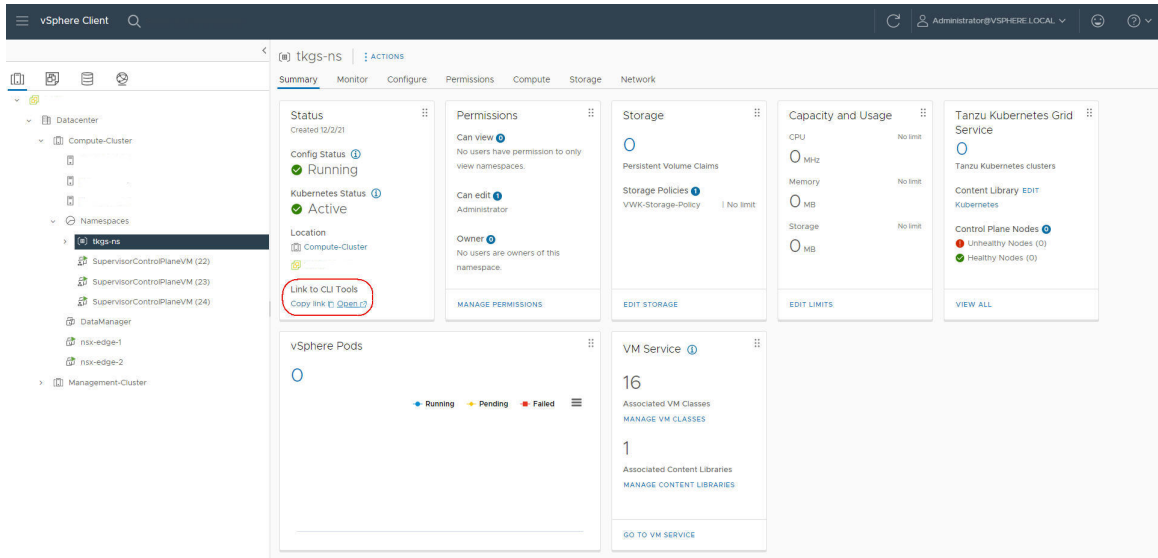 vSphere Client
Administrator@VSPHERE.LOCAL
Datacenter
Compute-Cluster
Namespaces
tkgs-ns
SupervisorControlPlaneVM (22)
SupervisorControlPlaneVM (23)
SupervisorControlPlaneVM (24)
DataManager
nsx-edge-1
nsx-edge-2
Management-Cluster
tkgs-ns
ACTIONS
Summary Monitor Configure Permissions Compute Storage Network
Status
Created 12/2/21
Config Status
Running
Kubernetes Status
Active
Location
Compute-Cluster
Link to CLI Tools
Copy link Open
Permissions
Can view 0
No users have permission to only
view namespaces.
Can edit 1
Administrator
Owner 0
No users are owners of this
namespace.
MANAGE PERMISSIONS
Storage
0
Persistent Volume Claims
Storage Policies 1
VWK-Storage-Policy | No limit
EDIT STORAGE
Capacity and Usage
CPU No limit
0 MHz
Memory No limit
0 MB
Storage No limit
0 MB
EDIT LIMITS
Tanzu Kubernetes Grid
Service
0
Tanzu Kubernetes clusters
Content Library EDIT
Kubernetes
Control Plane Nodes 0
Unhealthy Nodes (0)
Healthy Nodes (0)
VIEW ALL
vSphere Pods
0
Running Pending Failed
VM Service
16
Associated VM Classes
MANAGE VM CLASSES
1
Associated Content Libraries
MANAGE CONTENT LIBRARIES
GO TO VM SERVICE